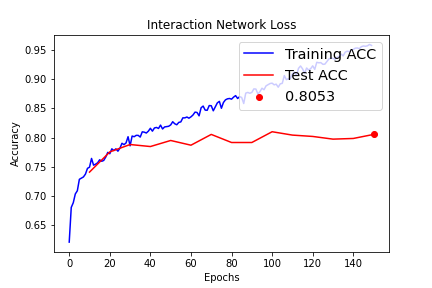 Interaction Network Loss
Training ACC
Test ACC
0.8053
Accuracy
0.95
0.90
0.85
0.80
0.75
0.70
0.65
0 20 40 60 80 100 120 140
Epochs